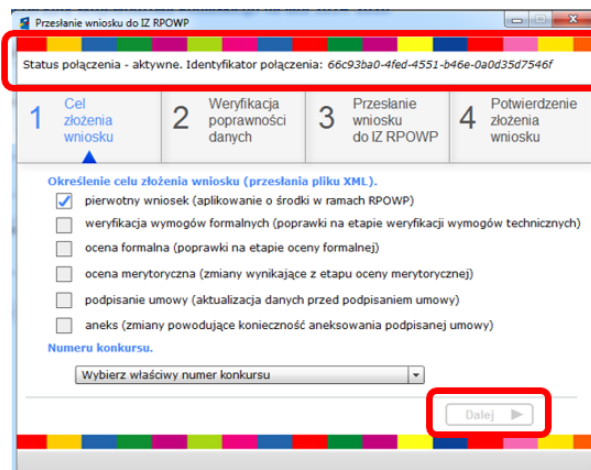 Przesłanie wniosku do IZ RPOWP
Status połączenia - aktywne. Identyfikator połączenia: 66c93ba0-4fed-4551-b46e-0a0d35d7546f
1 Cel złożenia wniosku
2 Weryfikacja poprawności danych
3 Przesłanie wniosku do IZ RPOWP
4 Potwierdzenie złożenia wniosku
Określenie celu złożenia wniosku (przesłania pliku XML).
pierwotny wniosek (aplikowanie o środki w ramach RPOWP)
weryfikacja wymogów formalnych (poprawki na etapie weryfikacji wymogów technicznych)
ocena formalna (poprawki na etapie oceny formalnej)
ocena merytoryczna (zmiany wynikające z etapu oceny merytorycznej)
podpisanie umowy (aktualizacja danych przed podpisaniem umowy)
aneks (zmiany powodujące konieczność aneksowania podpisanej umowy)
Numeru konkursu.
Wybierz właściwy numer konkursu
Dalej